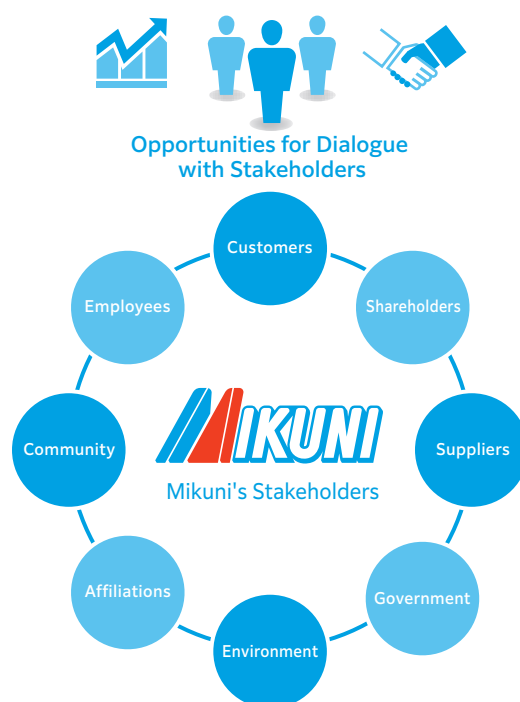 Opportunities for Dialogue
with Stakeholders
Customers
Employees
Shareholders
MIKUNI
Community
Suppliers
Mikuni's Stakeholders
Affiliations
Government
Environment